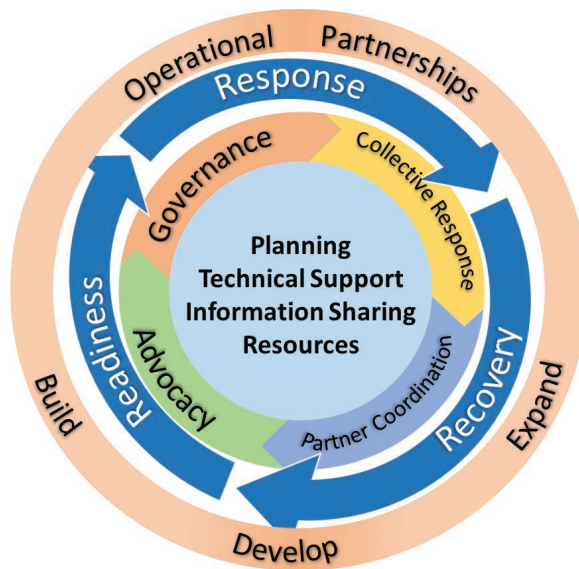 Operational Partnerships
Response
Governance
Collective Response
Planning
Technical Support
Information Sharing
Resources
Readiness
Advocacy
Partner Coordination
Recovery
Build
Develop
Expand